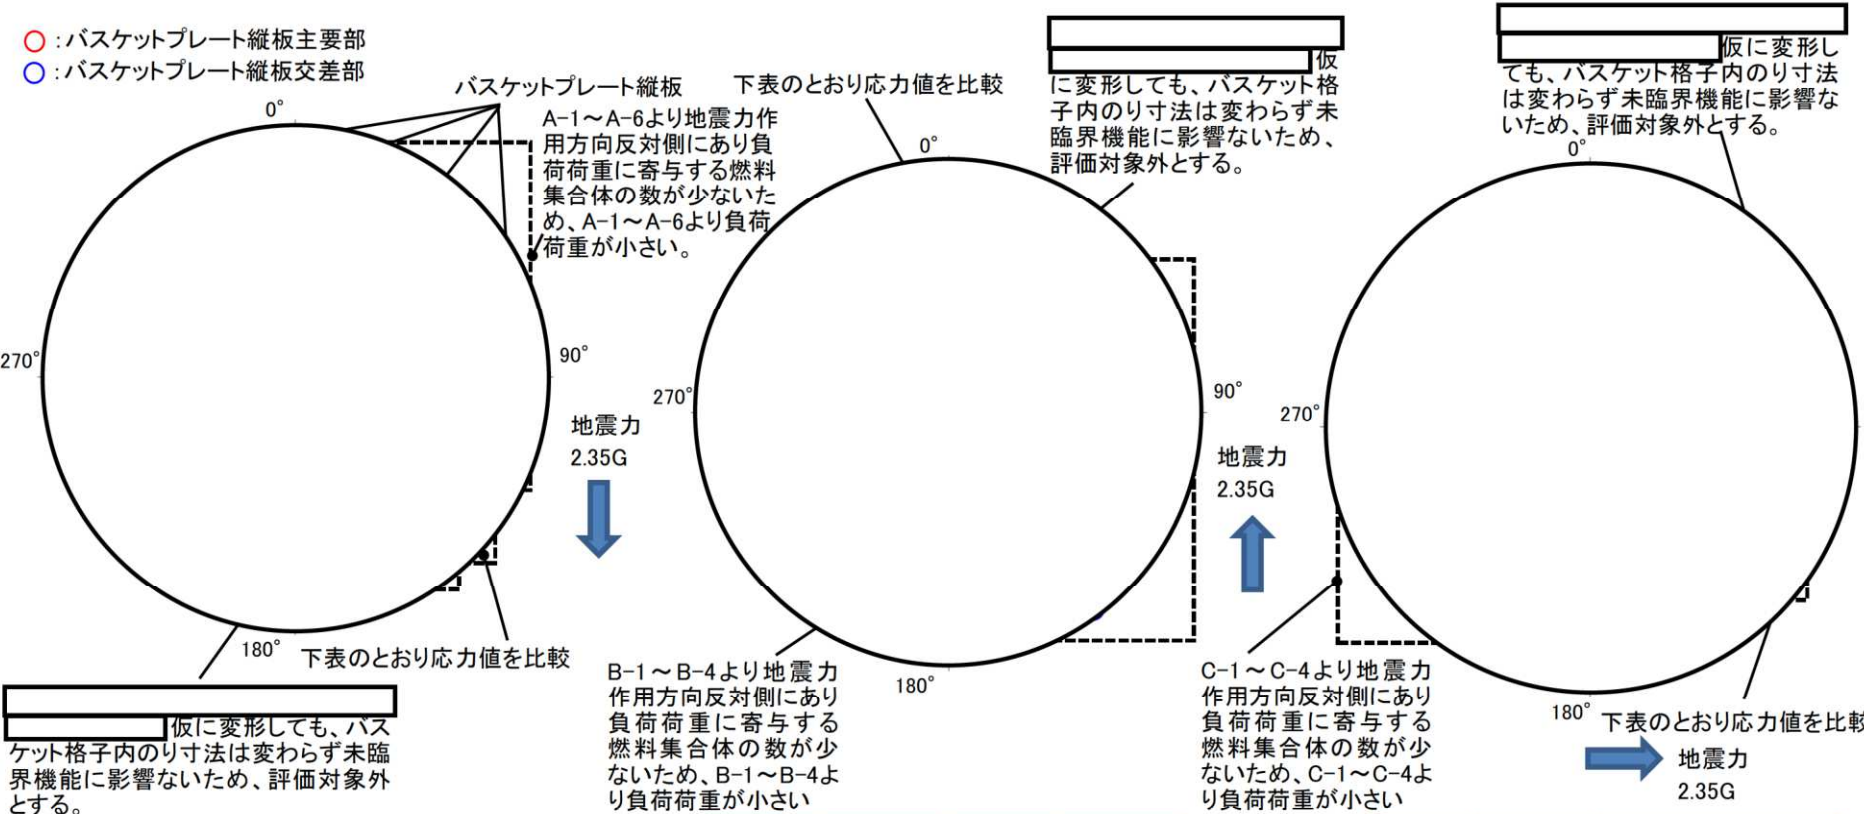 ○：バスケットプレート縦板主要部
○：バスケットプレート縦板交差部
バスケットプレート縦板
0°
A-1～A-6より地震力作
用方向反対側にあり負
荷荷重に寄与する燃料
集合体の数が少ないた
め、A-1～A-6より負荷
荷重が小さい。
270°
90°
地震力
2.35G
180°
下表のとおり応力値を比較
仮に変形しても、バス
ケット格子内のり寸法は変わらず未臨
界機能に影響ないため、評価対象外
とする。
下表のとおり応力値を比較
仮
に変形しても、バスケット格
子内のり寸法は変わらず未
臨界機能に影響ないため、
評価対象外とする。
0°
270°
90°
地震力
2.35G
180°
B-1～B-4より地震力
作用方向反対側にあり
負荷荷重に寄与する
燃料集合体の数が少
ないため、B-1～B-4よ
り負荷荷重が小さい
仮に変形し
ても、バスケット格子内のり寸法
は変わらず未臨界機能に影響な
いため、評価対象外とする。
0°
270°
180°
C-1～C-4より地震力
作用方向反対側にあり
負荷荷重に寄与する
燃料集合体の数が少
ないため、C-1～C-4よ
り負荷荷重が小さい
下表のとおり応力値を比較
地震力
2.35G